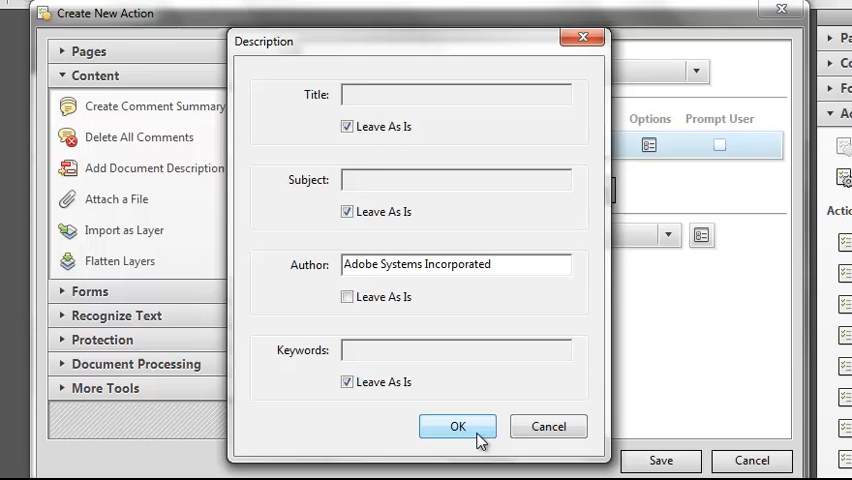 Create New Action
Description
Pages
Content
Create Comment Summary
Delete All Comments
Add Document Description
Attach a File
Import as Layer
Flatten Layers
Forms
Recognize Text
Protection
Document Processing
More Tools
Title:
Leave As Is
Subject:
Leave As Is
Author: Adobe Systems Incorporated
Leave As Is
Keywords:
Leave As Is
OK Cancel
Options Prompt User
Save Cancel